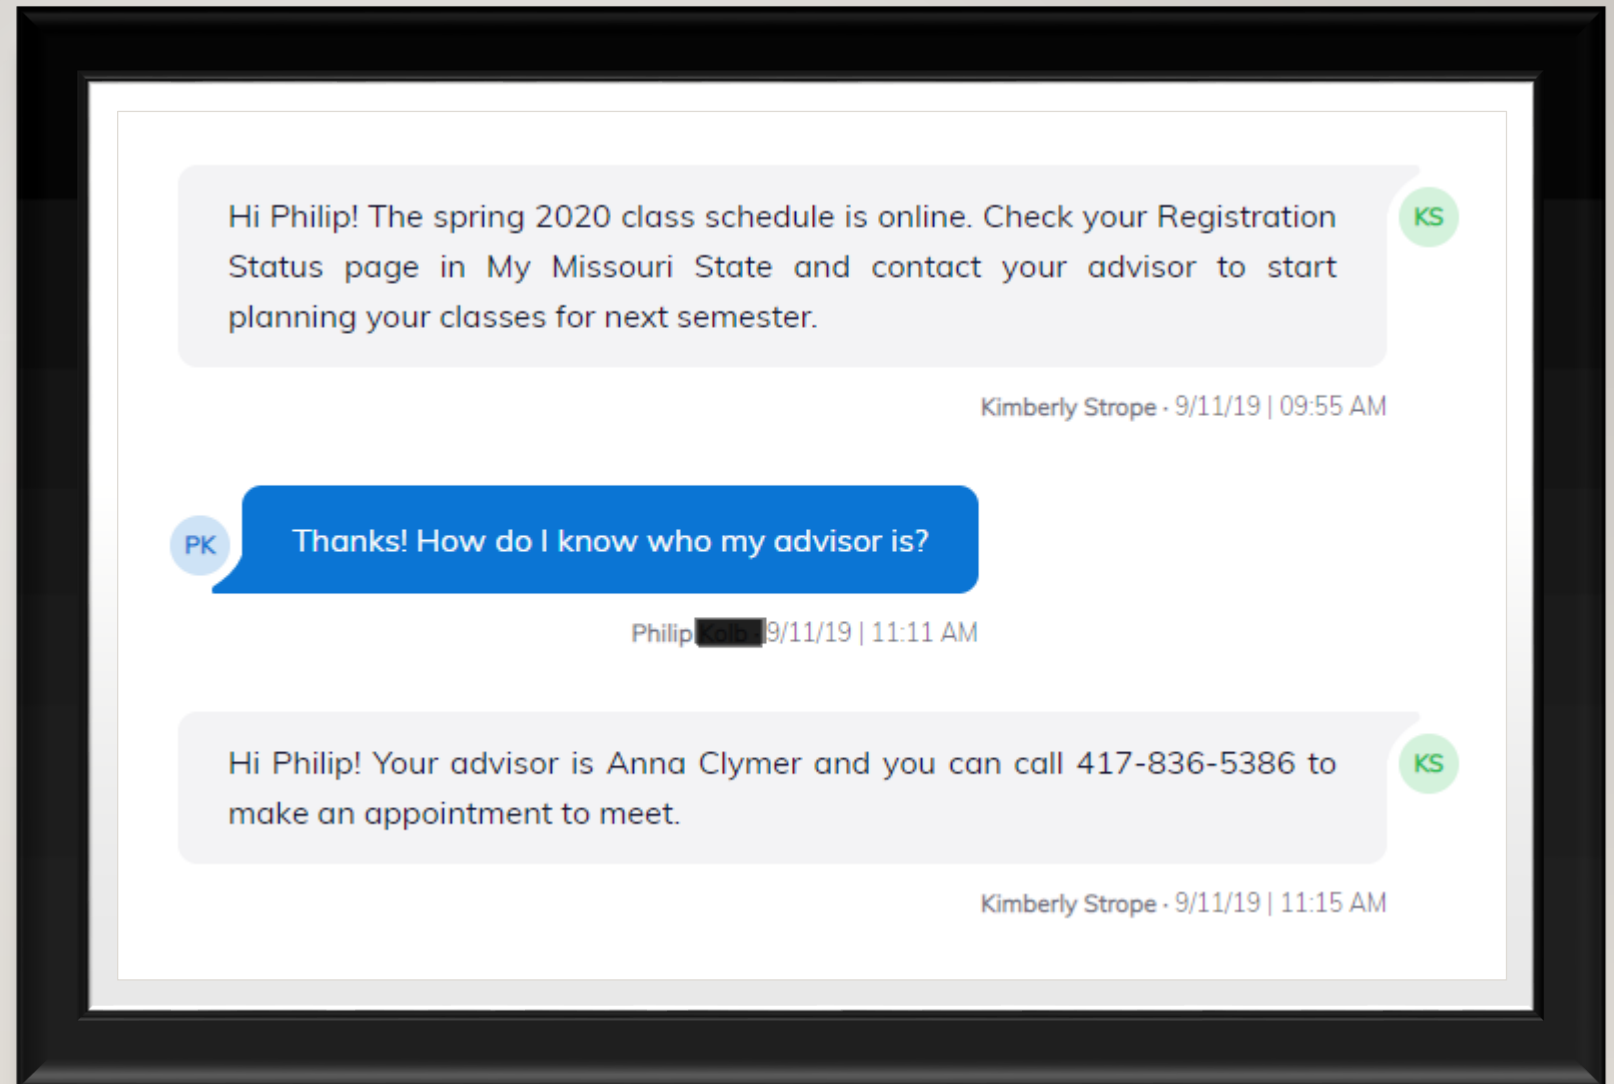 Hi Philip! The spring 2020 class schedule is online. Check your Registration
Status page in My Missouri State and contact your advisor to start
planning your classes for next semester.
KS
Kimberly Strope · 9/11/19 | 09:55 AM
PK
Thanks! How do I know who my advisor is?
Philip 9/11/19 | 11:11 AM
Hi Philip! Your advisor is Anna Clymer and you can call 417-836-5386 to
make an appointment to meet.
KS
Kimberly Strope · 9/11/19 | 11:15 AM